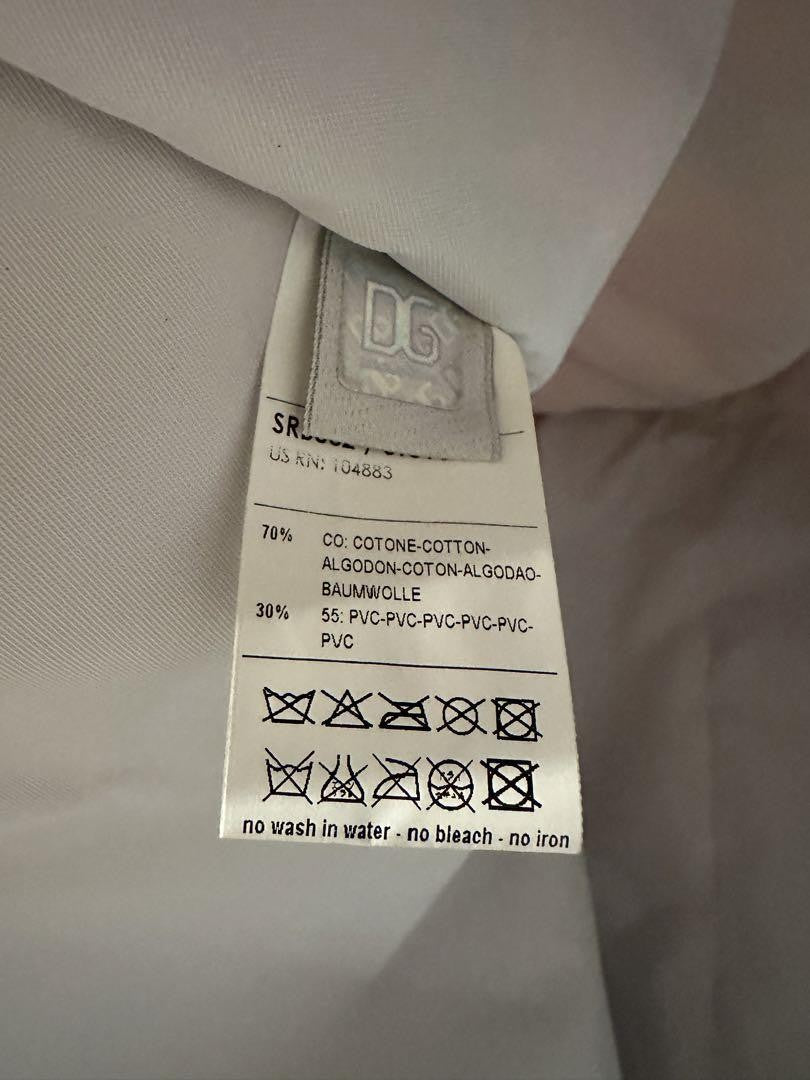 DG
US RN: 104883
70% CO: COTONE-COTTON-
ALGODON-COTON-ALGODAO-
BAUMWOLLE
30% 55: PVC-PVC-PVC-PVC-PVC-
PVC
no wash in water - no bleach - no iron